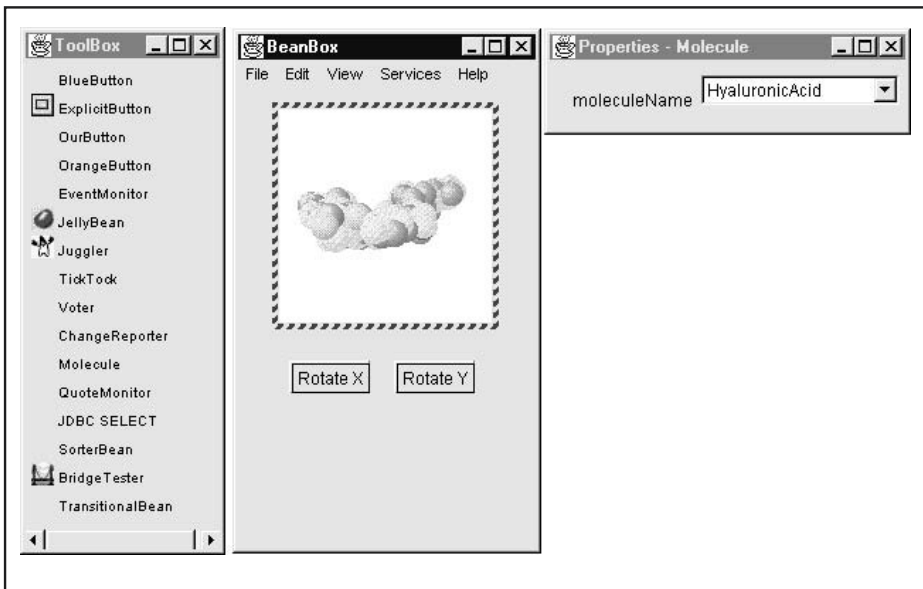 ToolBox
BlueButton
ExplicitButton
OurButton
OrangeButton
EventMonitor
JellyBean
Juggler
TickTock
Voter
ChangeReporter
Molecule
QuoteMonitor
JDBC SELECT
SorterBean
BridgeTester
TransitionalBean
BeanBox
File Edit View Services Help
Rotate X Rotate Y
Properties - Molecule
moleculeName HyaluronicAcid